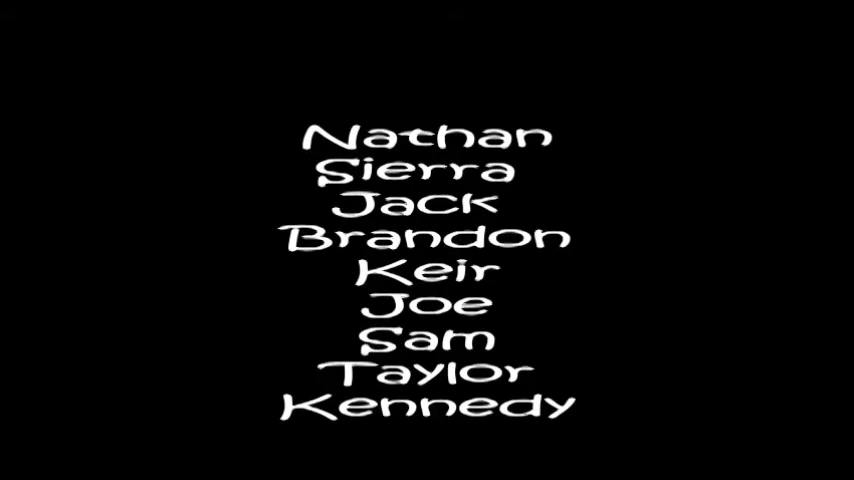 Nathan
Sierra
Jack
Brandon
Keir
Joe
Sam
Taylor
Kennedy